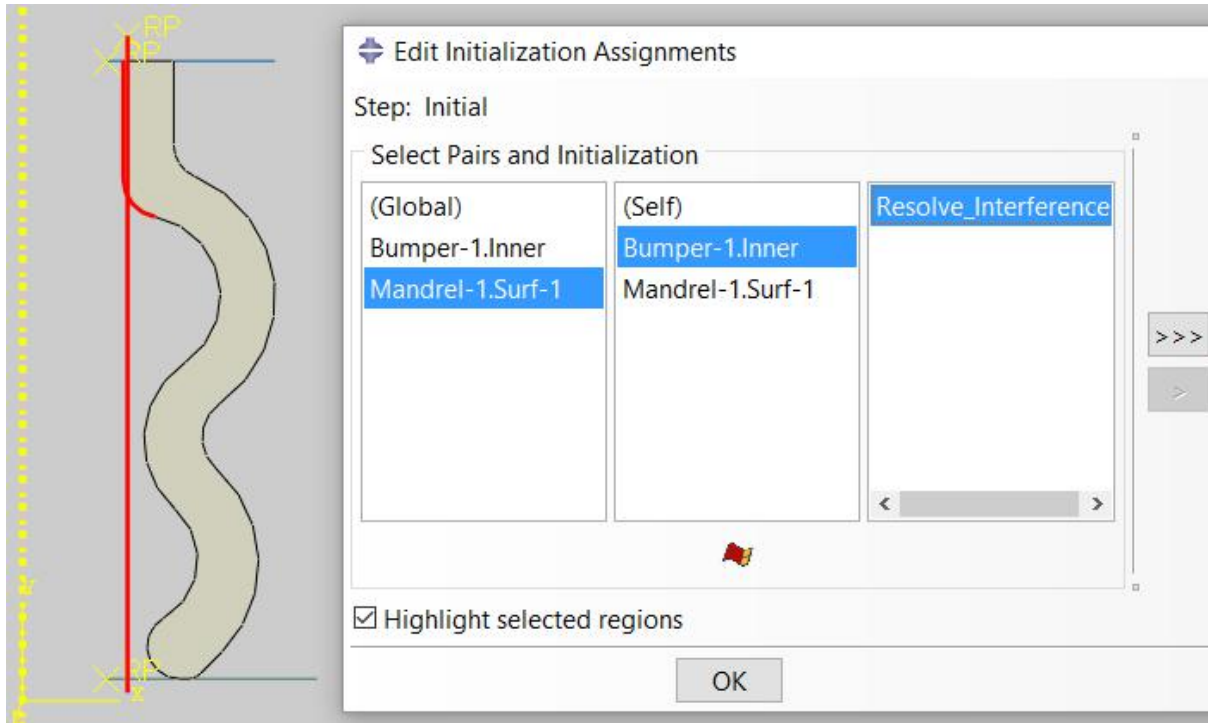 RP
RP
Edit Initialization Assignments
Step: Initial
Select Pairs and Initialization
(Global)
(Self)
Resolve_Interference
Bumper-1.Inner
Bumper-1.Inner
Mandrel-1.Surf-1
Mandrel-1.Surf-1
>>>
>
<
>
Highlight selected regions
RP
X
OK